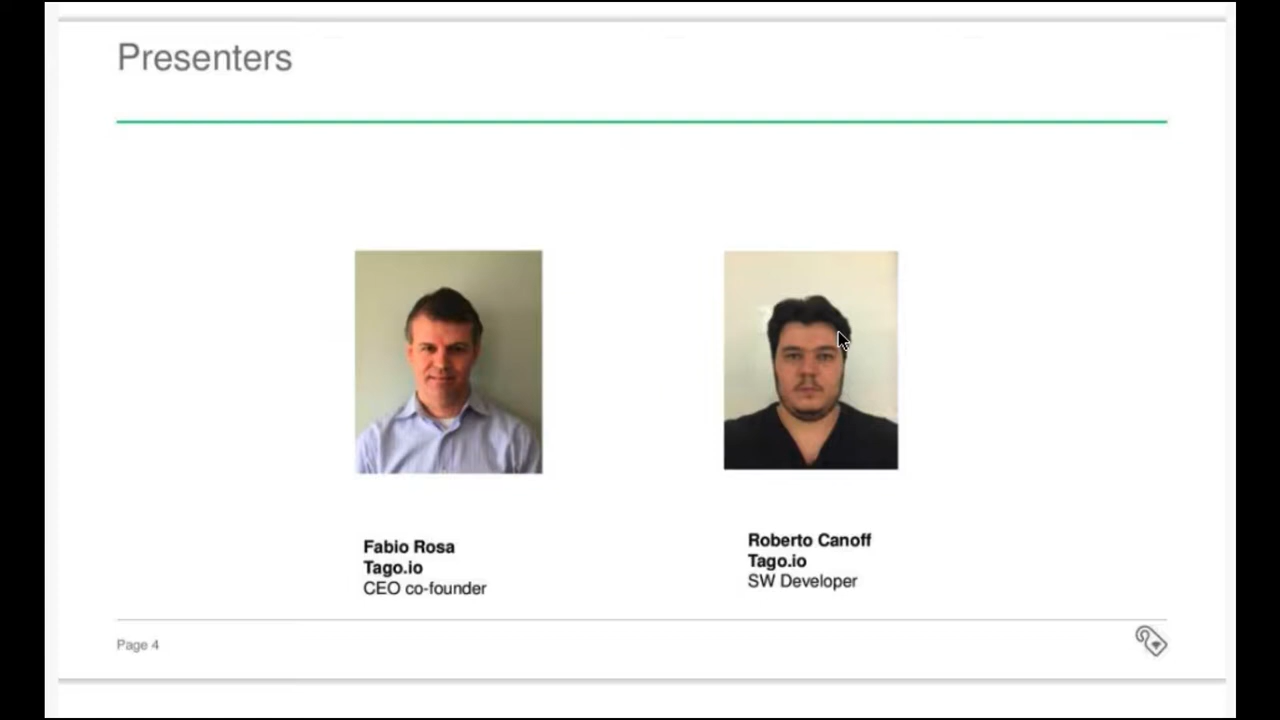 Presenters
Fabio Rosa
Tago.io
CEO co-founder
Roberto Canoff
Tago.io
SW Developer
Page 4